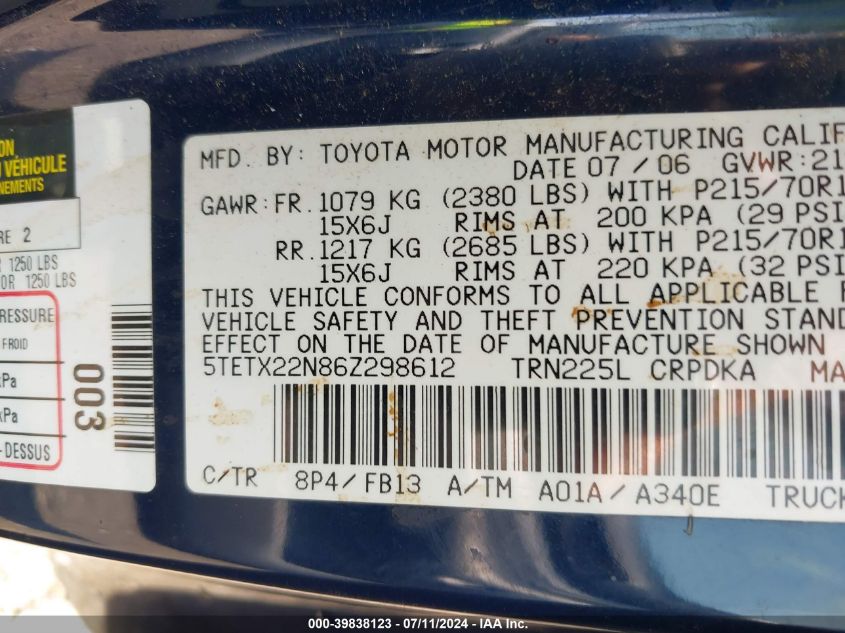 ON
VÉHICULE
NEMENTS
RE 2
R 1250 LBS
OR 1250 LBS
PRESSURE
FROID
kPa
kPa
-DESSUS
003
MFD. BY: TOYOTA MOTOR MANUFACTURING CALIF
DATE 07 / 06 GVWR:21
GAWR:FR.1079 KG (2380 LBS) WITH P215/70R1
15X6J RIMS AT 200 KPA (29 PSI
RR.1217 KG (2685 LBS) WITH P215/70R1
15X6J RIMS AT 220 KPA (32 PSI
THIS VEHICLE CONFORMS TO ALL APPLICABLE F
VEHICLE SAFETY AND THEFT PREVENTION STAND
EFFECT ON THE DATE OF MANUFACTURE SHOWN
5TETX22N86Z298612 TRN225L CRPDKA MA
C/TR 8P4/FB13 A/TM A01A/A340E TRUCK
000-39838123 - 07/11/2024 - IAA Inc.